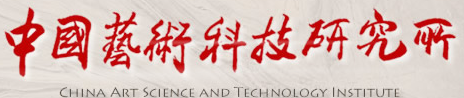 中國藝術科技研究所
CHINA ART SCIENCE AND TECHNOLOGY INSTITUTE